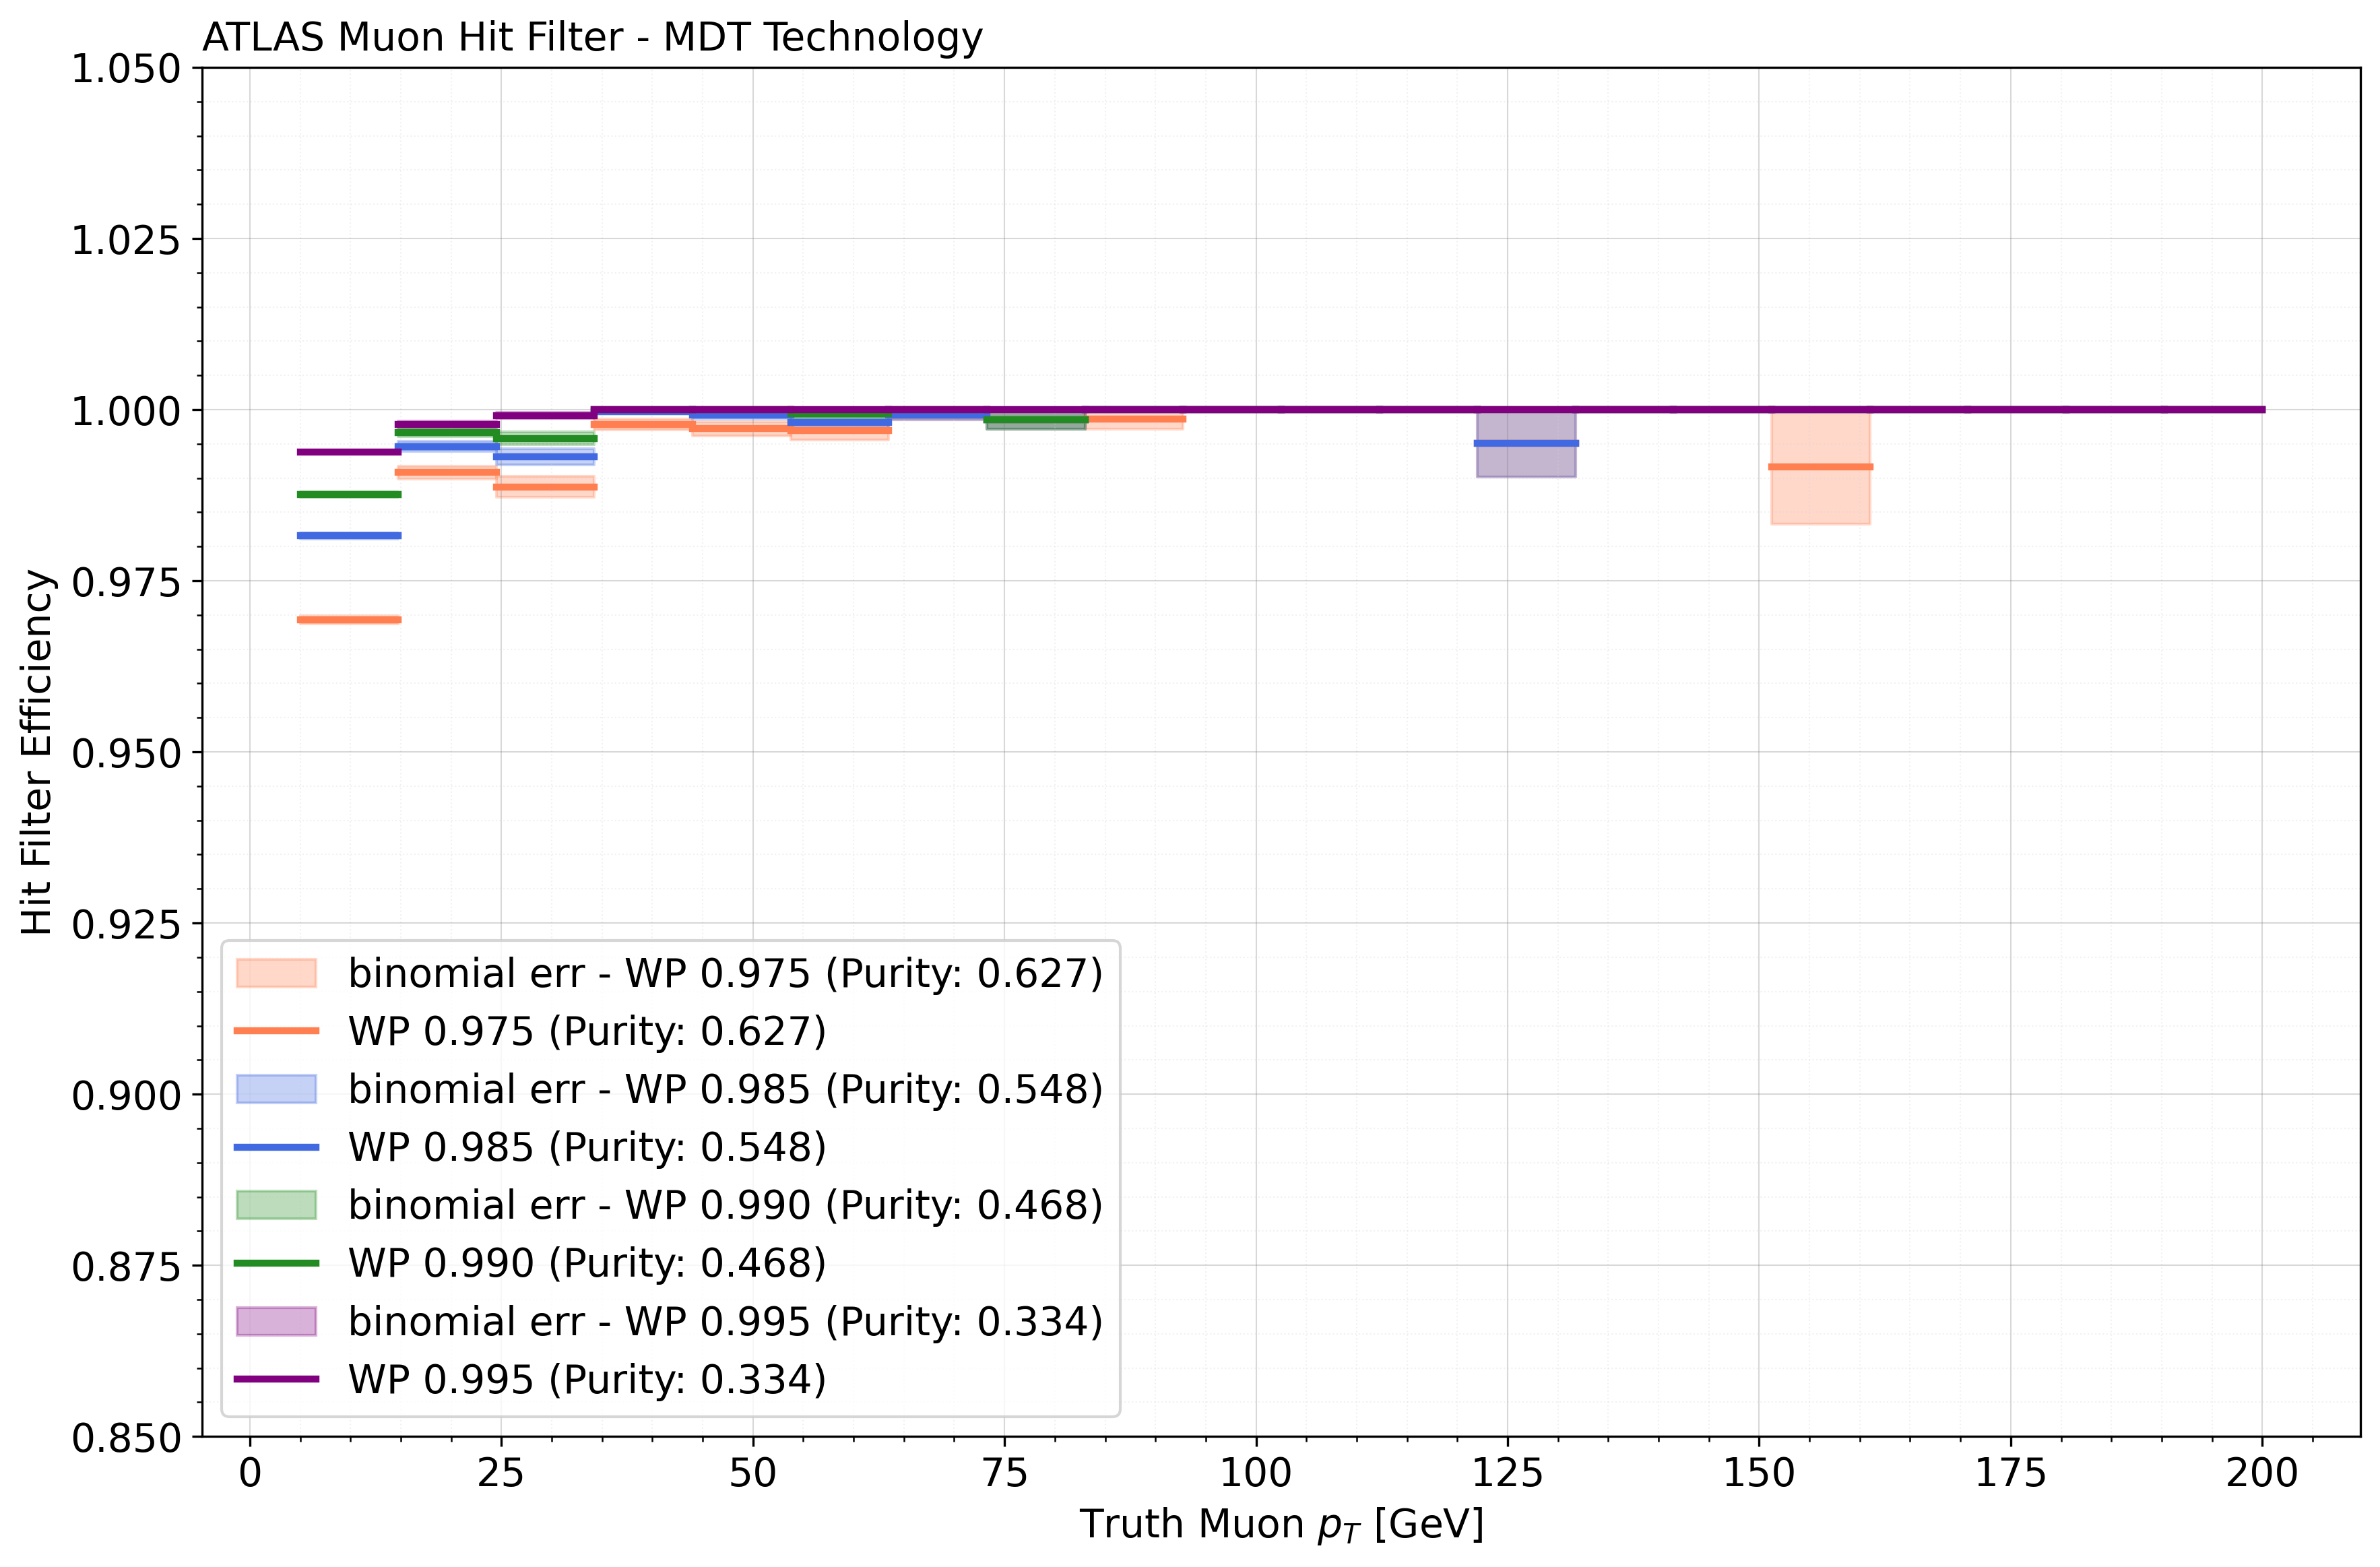 ATLAS Muon Hit Filter - MDT Technology
1.050
1.025
1.000
0.975
0.950
0.925
0.900
0.875
0.850
Hit Filter Efficiency
binomial err - WP 0.975 (Purity: 0.627)
WP 0.975 (Purity: 0.627)
binomial err - WP 0.985 (Purity: 0.548)
WP 0.985 (Purity: 0.548)
binomial err - WP 0.990 (Purity: 0.468)
WP 0.990 (Purity: 0.468)
binomial err - WP 0.995 (Purity: 0.334)
WP 0.995 (Purity: 0.334)
0 25 50 75 100 125 150 175 200
Truth Muon p_T [GeV]